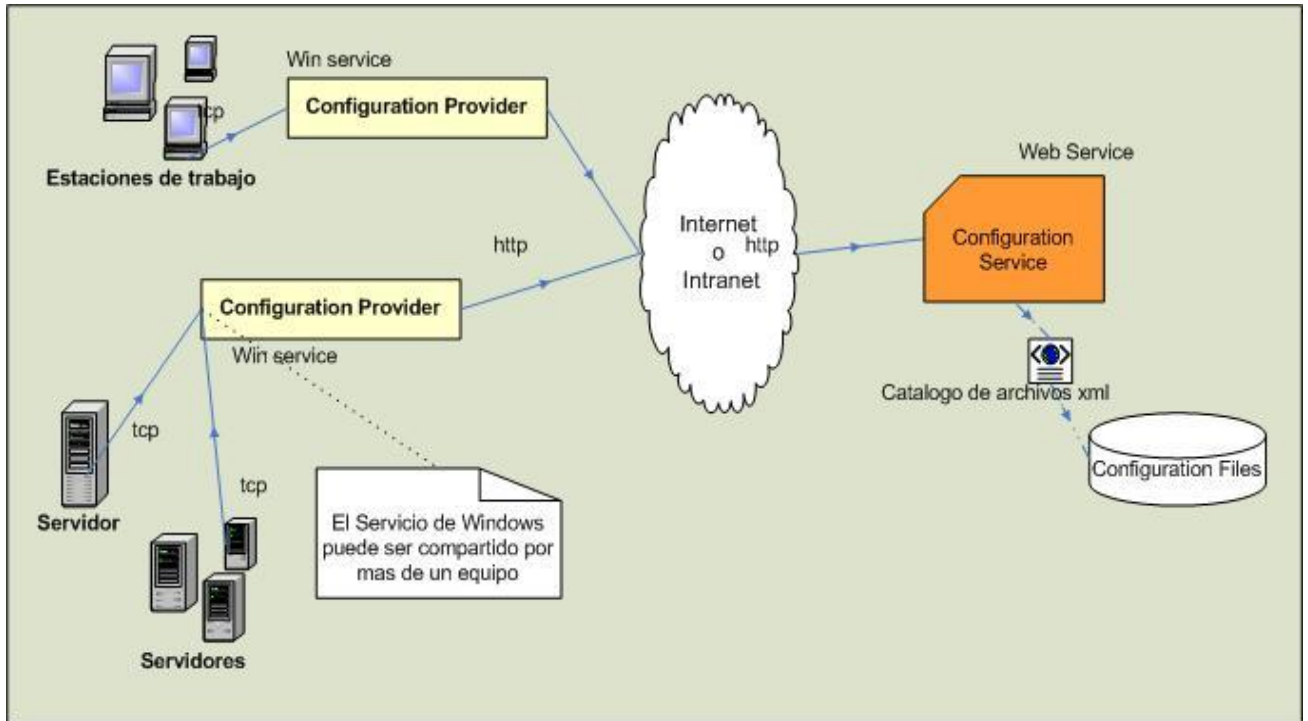 Win service
Configuration Provider
tcp
Estaciones de trabajo
Web Service
Internet
o
Intranet
http
http
Configuration
Service
Configuration Provider
Win service
Catalogo de archivos xml
Configuration Files
tcp
Servidor
tcp
El Servicio de Windows
puede ser compartido por
mas de un equipo
Servidores